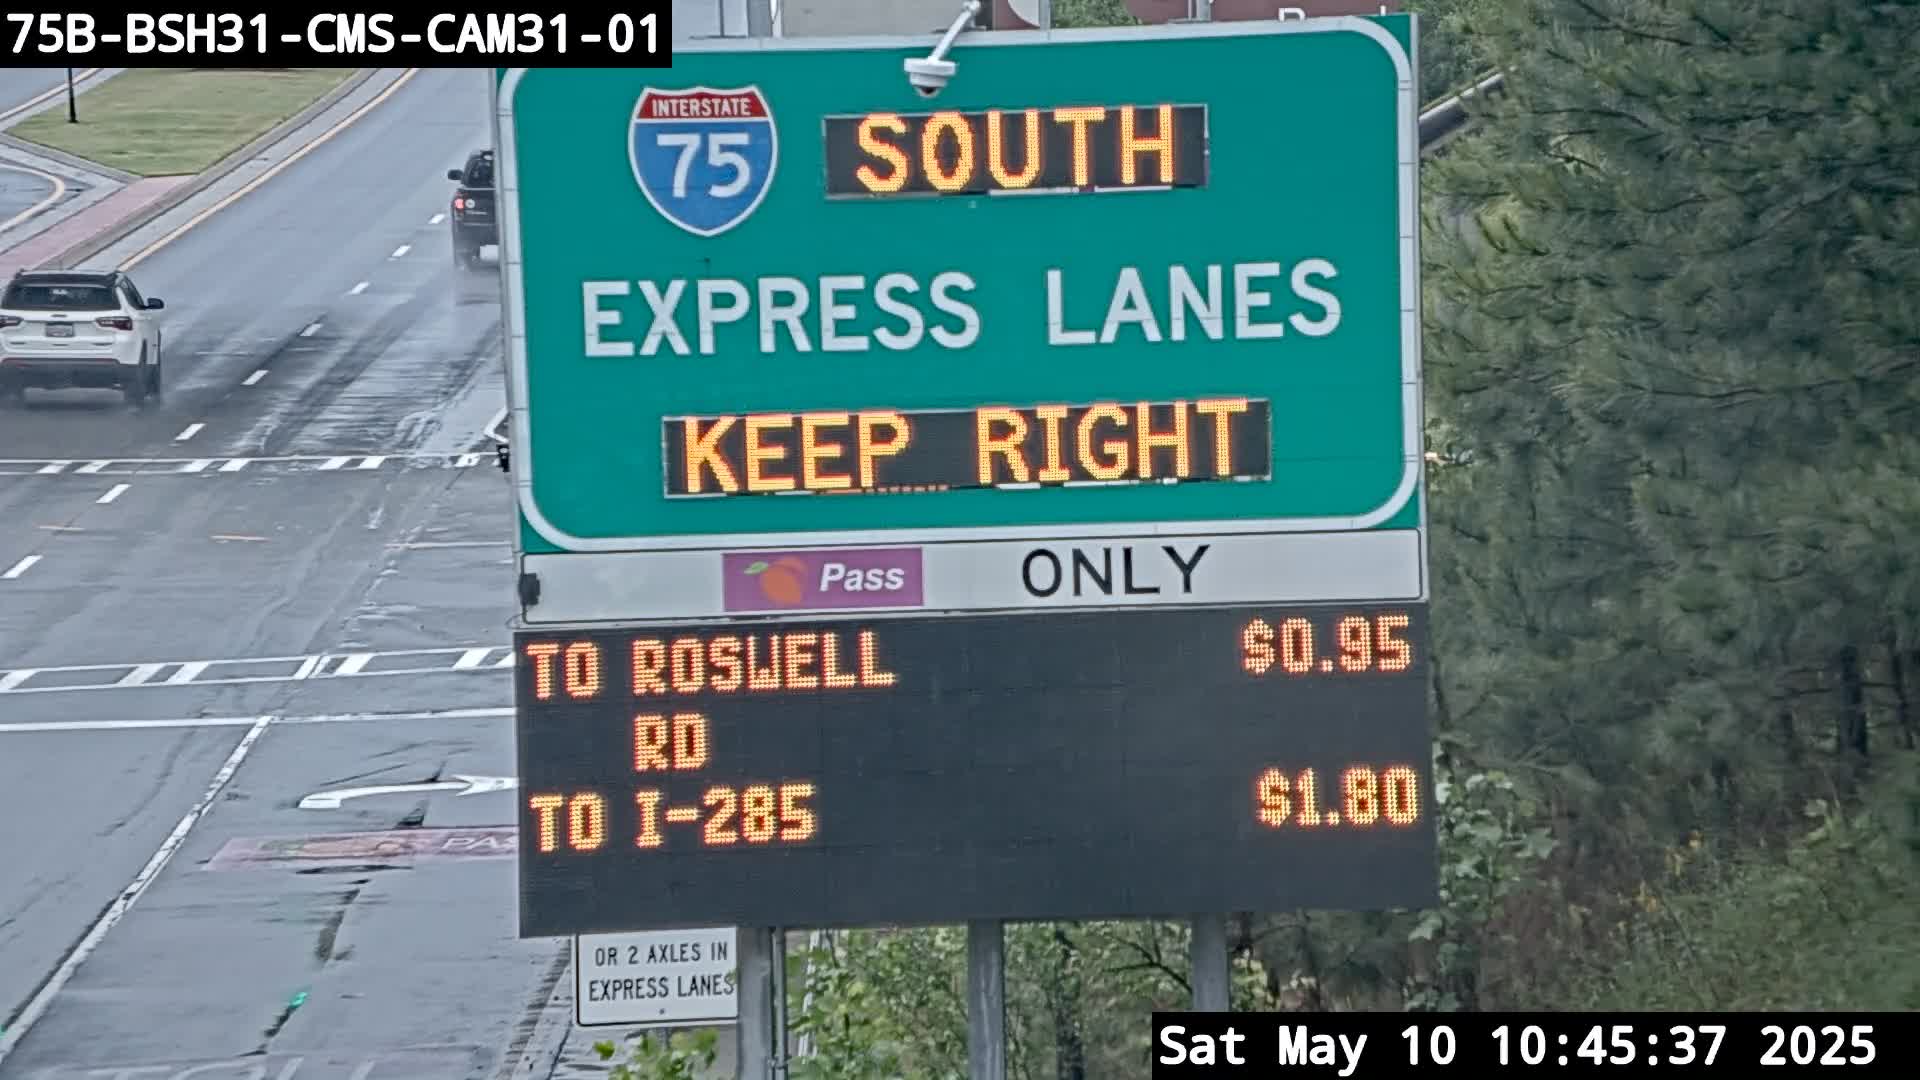 75B-BSH31-CMS-CAM31-01
INTERSTATE
75
SOUTH
EXPRESS LANES
KEEP RIGHT
Pass ONLY
TO ROSWELL $0.95
RD
TO I-285 $1.80
OR 2 AXLES IN
EXPRESS LANES
Sat May 10 10:45:37 2025